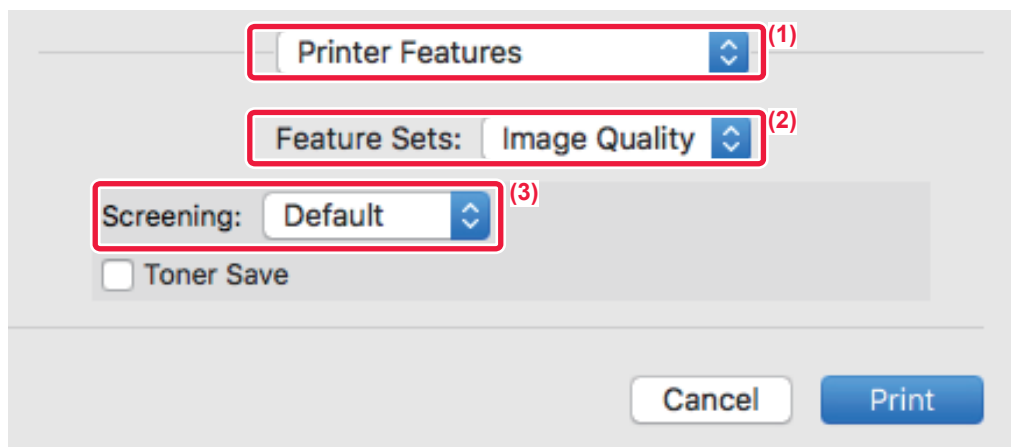 Printer Features (1)
Feature Sets: Image Quality (2)
Screening: Default (3)
Toner Save
Cancel Print